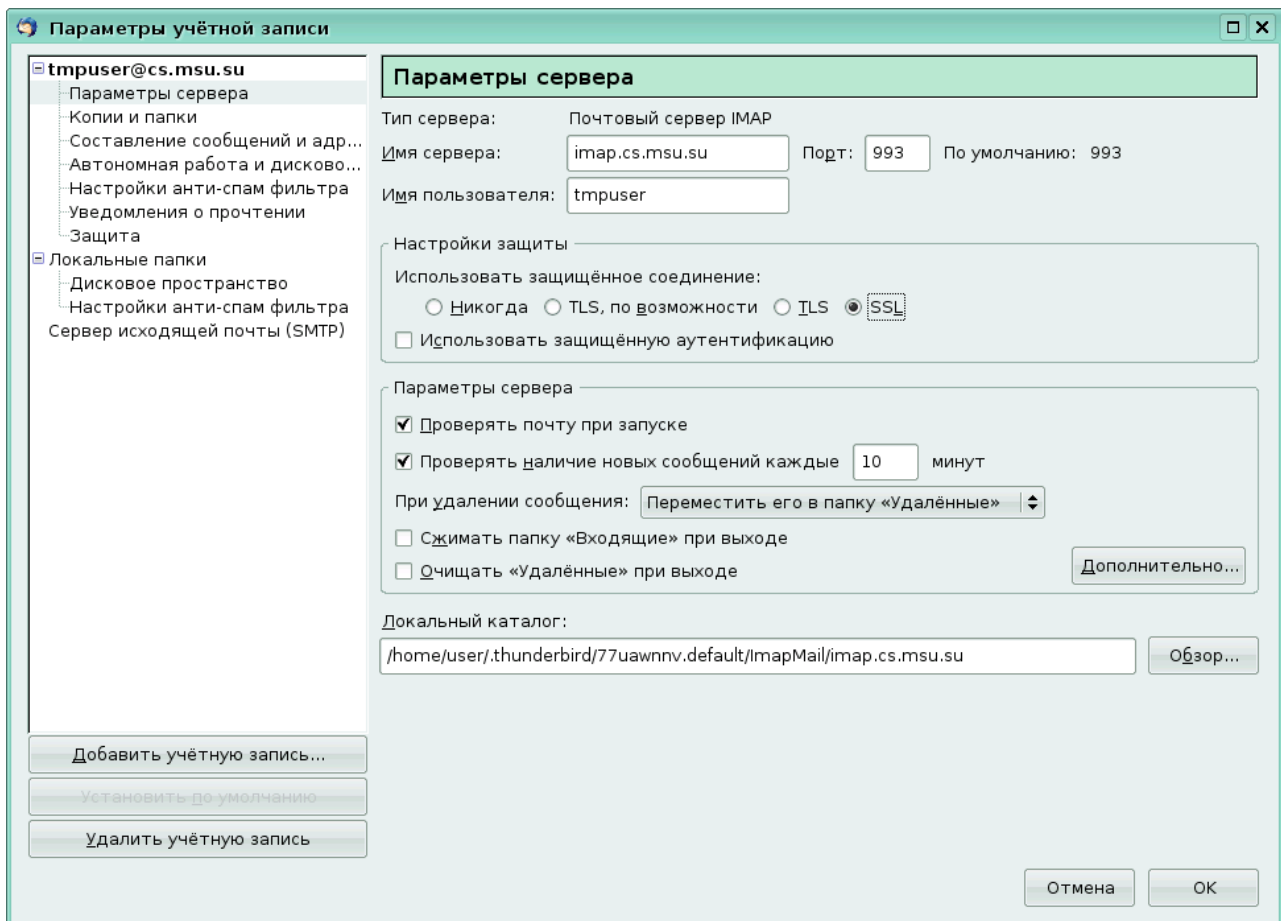 Параметры учётной записи
tmpuser@cs.msu.su
Параметры сервера
Копии и папки
Составление сообщений и адр...
Автономная работа и дисково...
Настройки анти-спам фильтра
Уведомления о прочтении
Защита
Локальные папки
Дисковое пространство
Настройки анти-спам фильтра
Сервер исходящей почты (SMTP)
Добавить учётную запись...
Установить по умолчанию
Удалить учётную запись
Параметры сервера
Тип сервера: Почтовый сервер IMAP
Имя сервера: imap.cs.msu.su Порт: 993 По умолчанию: 993
Имя пользователя: tmpuser
Настройки защиты
Использовать защищённое соединение:
Никогда TLS, по возможности TLS SSL
Использовать защищённую аутентификацию
Параметры сервера
Проверять почту при запуске
Проверять наличие новых сообщений каждые 10 минут
При удалении сообщения: Переместить его в папку «Удалённые»
Сжимать папку «Входящие» при выходе
Очищать «Удалённые» при выходе
Дополнительно...
Локальный каталог:
/home/user/.thunderbird/77uawnnv.default/ImapMail/imap.cs.msu.su Обзор...
Отмена OK